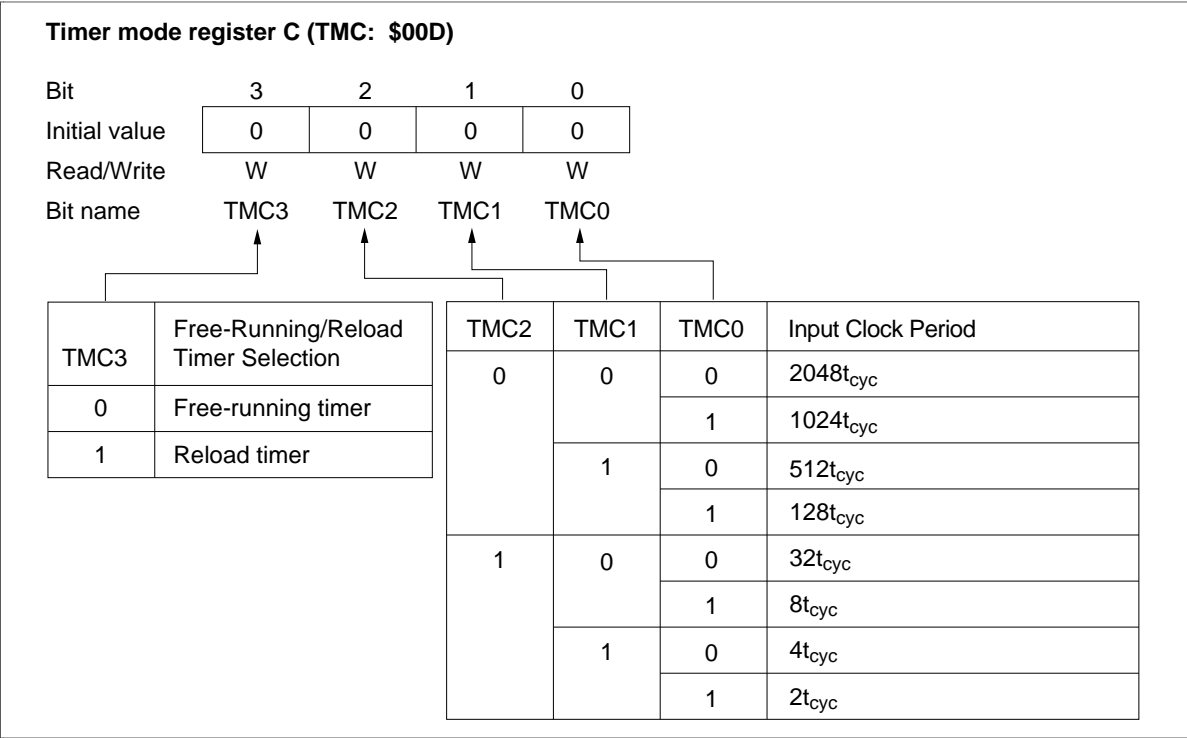 Timer mode register C (TMC: $00D)
Bit 3 2 1 0
Initial value 0 0 0 0
Read/Write W W W W
Bit name TMC3 TMC2 TMC1 TMC0
TMC3 Free-Running/Reload Timer Selection
0 Free-running timer
1 Reload timer
TMC2 TMC1 TMC0 Input Clock Period
0 0 0 2048tcyc
1 1024tcyc
1 0 512tcyc
1 128tcyc
1 0 0 32tcyc
1 8tcyc
1 0 4tcyc
1 2tcyc